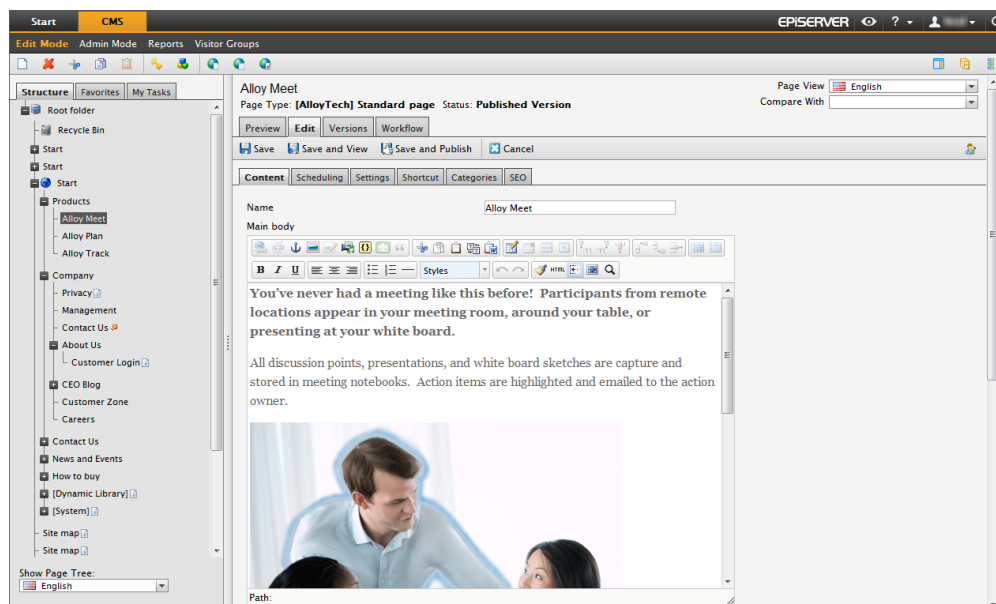 Start CMS EPiSERVER ?
Edit Mode Admin Mode Reports Visitor Groups
Structure Favorites My Tasks
Root folder
Recycle Bin
Start
Start
Start
Products
Alloy Meet
Alloy Plan
Alloy Track
Company
Privacy
Management
Contact Us
About Us
Customer Login
CEO Blog
Customer Zone
Careers
Contact Us
News and Events
How to buy
[Dynamic Library]
[System]
Site map
Site map
Show Page Tree:
English
Alloy Meet
Page Type: [AlloyTech] Standard page Status: Published Version
Page View English
Compare With
Preview Edit Versions Workflow
Save Save and View Save and Publish Cancel
Content Scheduling Settings Shortcut Categories SEO
Name Alloy Meet
Main body
B I U Styles HTML
You've never had a meeting like this before! Participants from remote
locations appear in your meeting room, around your table, or
presenting at your white board.
All discussion points, presentations, and white board sketches are capture and
stored in meeting notebooks. Action items are highlighted and emailed to the action
owner.
Path: